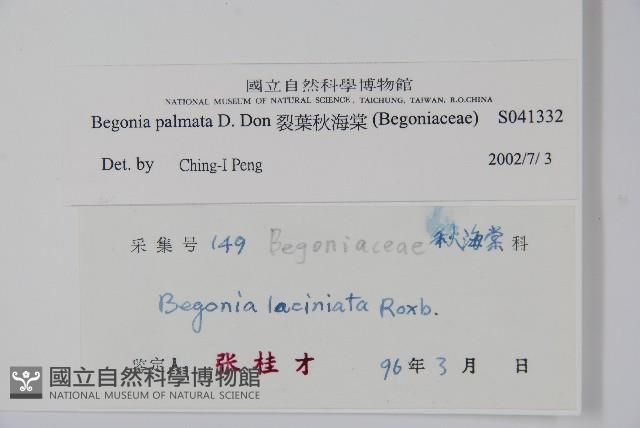 國立自然科學博物館
NATIONAL MUSEUM OF NATURAL SCIENCE, TAICHUNG, TAIWAN, R.O.CHINA
Begonia palmata D. Don 裂葉秋海棠 (Begoniaceae) S041332
Det. by Ching-I Peng 2002/7/3
采集号 149 Begoniaceae 秋海棠科
Begonia laciniata Roxb.
鉴定人 张桂才 96年3月 日
國立自然科學博物館
NATIONAL MUSEUM OF NATURAL SCIENCE